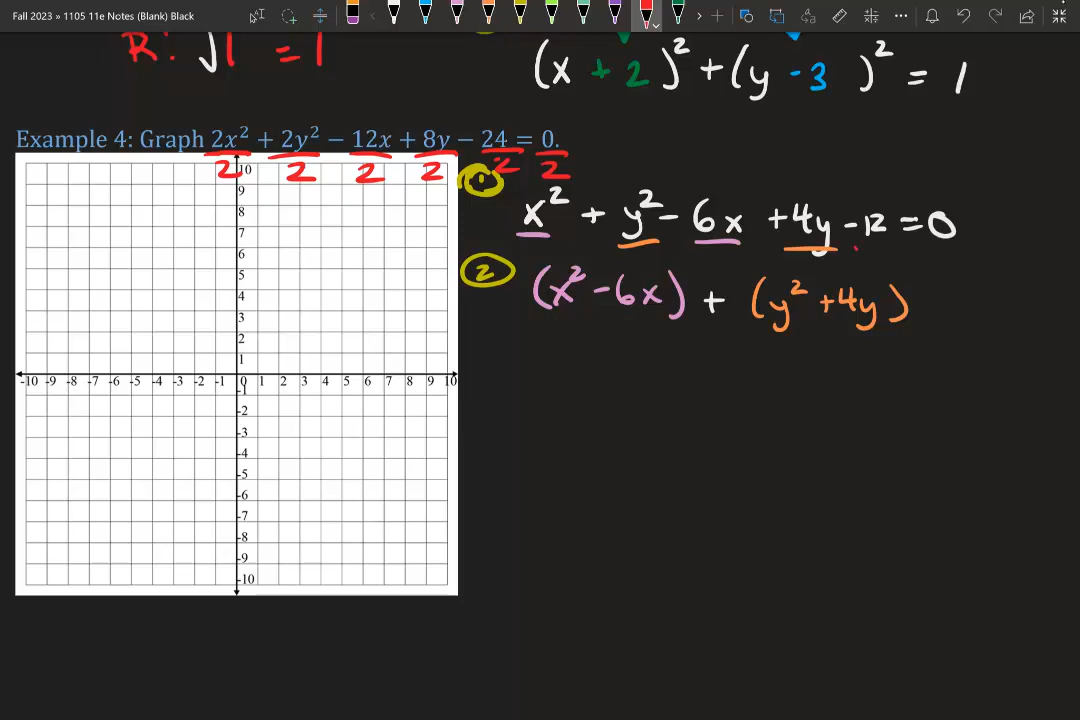 Fall 2023 » 1105 11e Notes (Blank) Black
R: √1 = 1
(x + 2)² + (y - 3)² = 1
Example 4: Graph 2x² + 2y² − 12x + 8y − 24 = 0.
2 2 2 2 2 2
① x² + y² - 6x + 4y - 12 = 0
② (x² - 6x) + (y² + 4y)
10
9
8
7
6
5
4
3
2
1
-10 -9 -8 -7 -6 -5 -4 -3 -2 -1 0 1 2 3 4 5 6 7 8 9 10
-1
-2
-3
-4
-5
-6
-7
-8
-9
-10